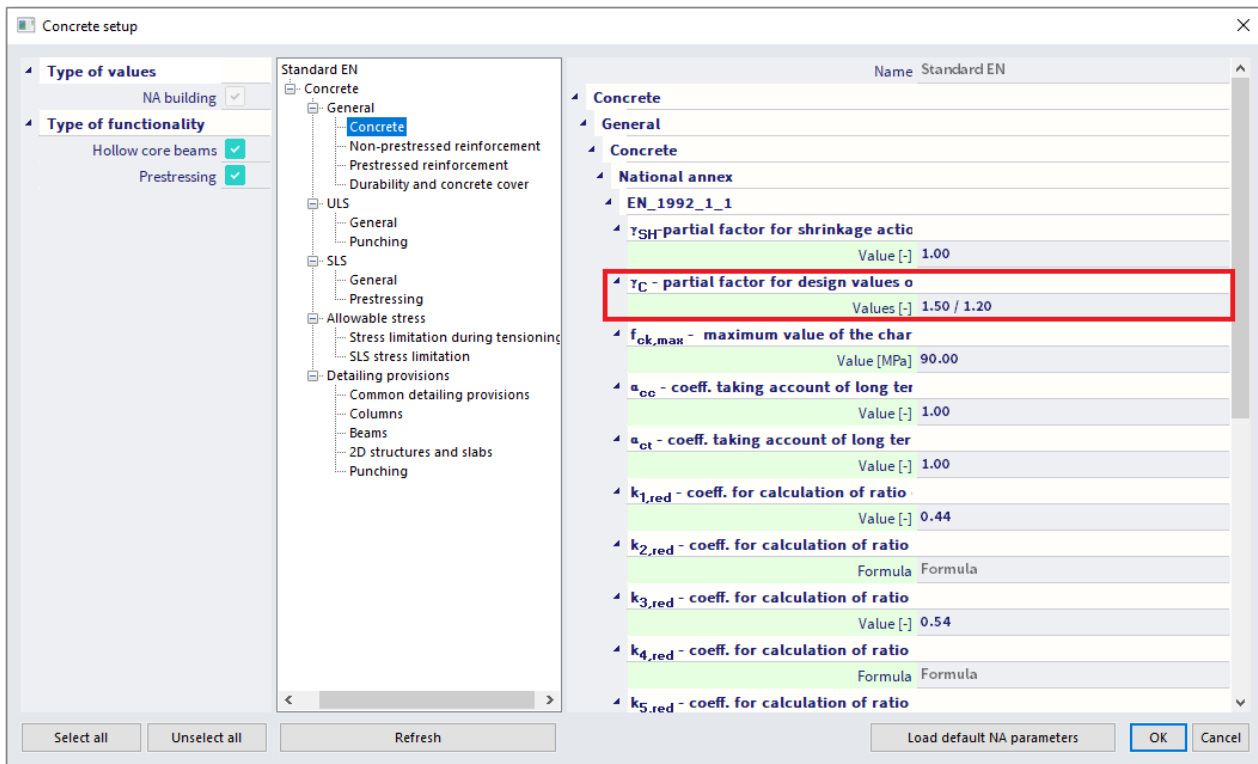 Concrete setup
Type of values
NA building
Type of functionality
Hollow core beams
Prestressing
Standard EN
Concrete
General
Concrete
Non-prestressed reinforcement
Prestressed reinforcement
Durability and concrete cover
ULS
General
Punching
SLS
General
Prestressing
Allowable stress
Stress limitation during tensioning
SLS stress limitation
Detailing provisions
Common detailing provisions
Columns
Beams
2D structures and slabs
Punching
Name Standard EN
Concrete
General
Concrete
National annex
EN_1992_1_1
γSH-partial factor for shrinkage actio
Value [-] 1.00
γC - partial factor for design values o
Values [-] 1.50 / 1.20
fck,max - maximum value of the char
Value [MPa] 90.00
αcc - coeff. taking account of long ter
Value [-] 1.00
αct - coeff. taking account of long ter
Value [-] 1.00
k1,red - coeff. for calculation of ratio
Value [-] 0.44
k2,red - coeff. for calculation of ratio
Formula Formula
k3,red - coeff. for calculation of ratio
Value [-] 0.54
k4,red - coeff. for calculation of ratio
Formula Formula
k5,red - coeff. for calculation of ratio
Select all
Unselect all
Refresh
Load default NA parameters
OK
Cancel